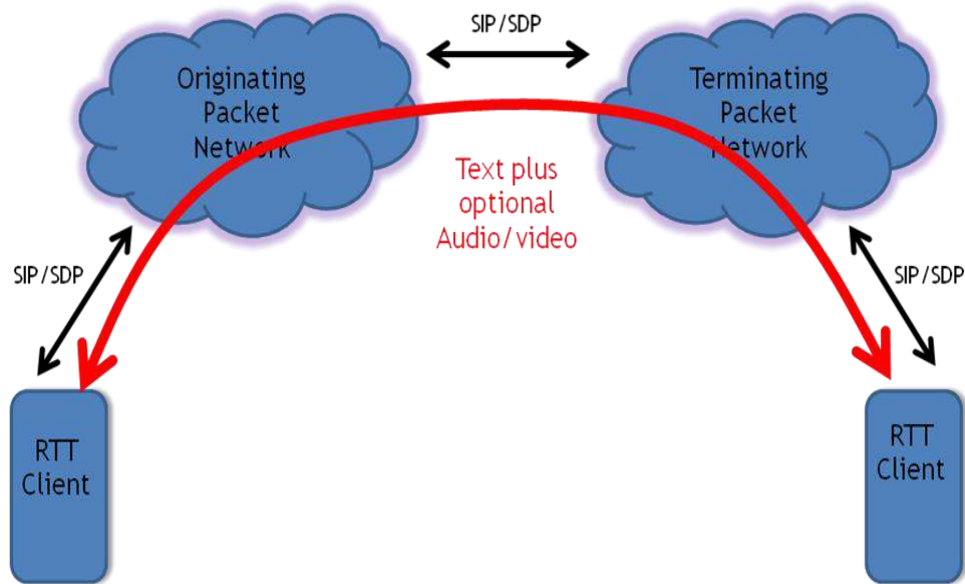 SIP/SDP
Originating
Packet
Network
Terminating
Packet
Network
Text plus
optional
Audio/video
SIP/SDP
SIP/SDP
RTT
Client
RTT
Client